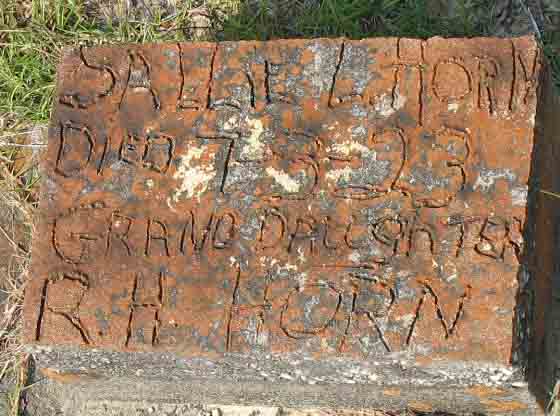 SALLIE L. HORN
DIED 7-3-23
GRAND DAUGHTER
R.H. HORN